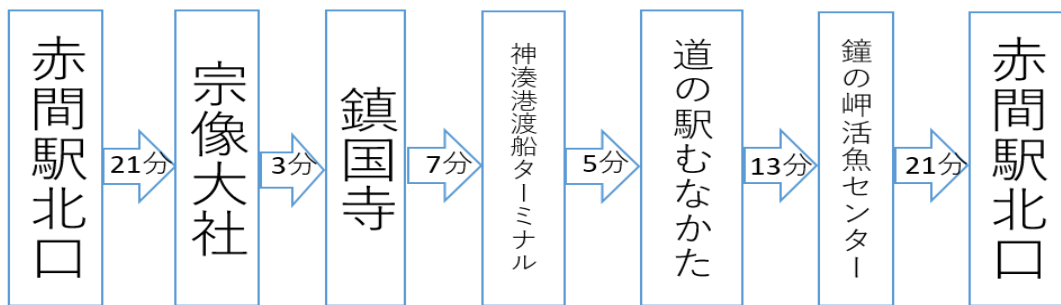 赤間駅北口
21分
宗像大社
3分
鎮国寺
7分
神湊港渡船ターミナル
5分
道の駅むなかた
13分
鐘の岬活魚センター
21分
赤間駅北口